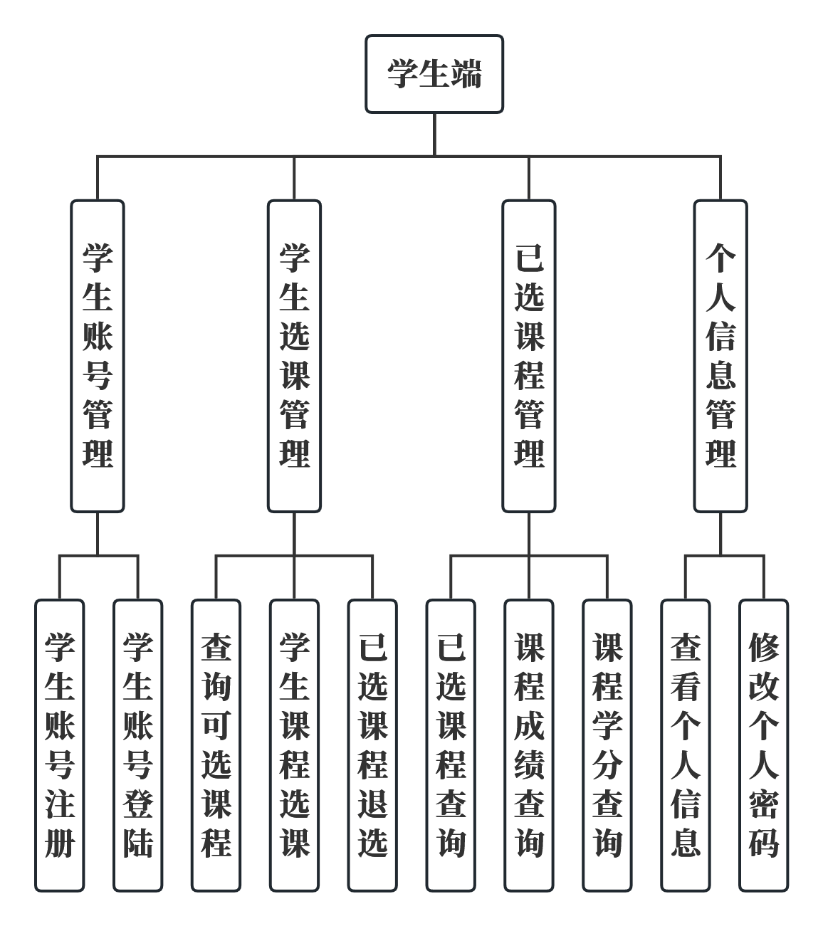 学生端
学生账号管理
学生选课管理
已选课程管理
个人信息管理
学生账号注册
学生账号登陆
查询可选课程
学生课程选课
已选课程退选
已选课程查询
课程成绩查询
课程学分查询
查看个人信息
修改个人密码